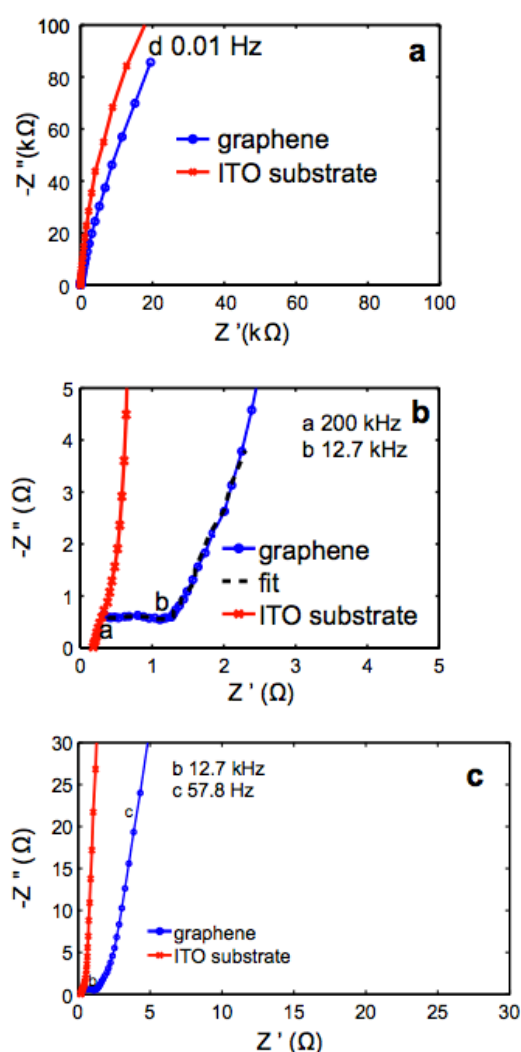 100
80
60
40
20
0
-Z"(kΩ)
d 0.01 Hz
a
graphene
ITO substrate
0 20 40 60 80 100
Z '(kΩ)
5
4
3
2
1
0
-Z" (Ω)
b
a 200 kHz
b 12.7 kHz
graphene
fit
ITO substrate
b
a
0 1 2 3 4 5
Z ' (Ω)
30
25
20
15
10
5
0
-Z" (Ω)
b 12.7 kHz
c 57.8 Hz
c
c
graphene
ITO substrate
b
0 5 10 15 20 25 30
Z ' (Ω)